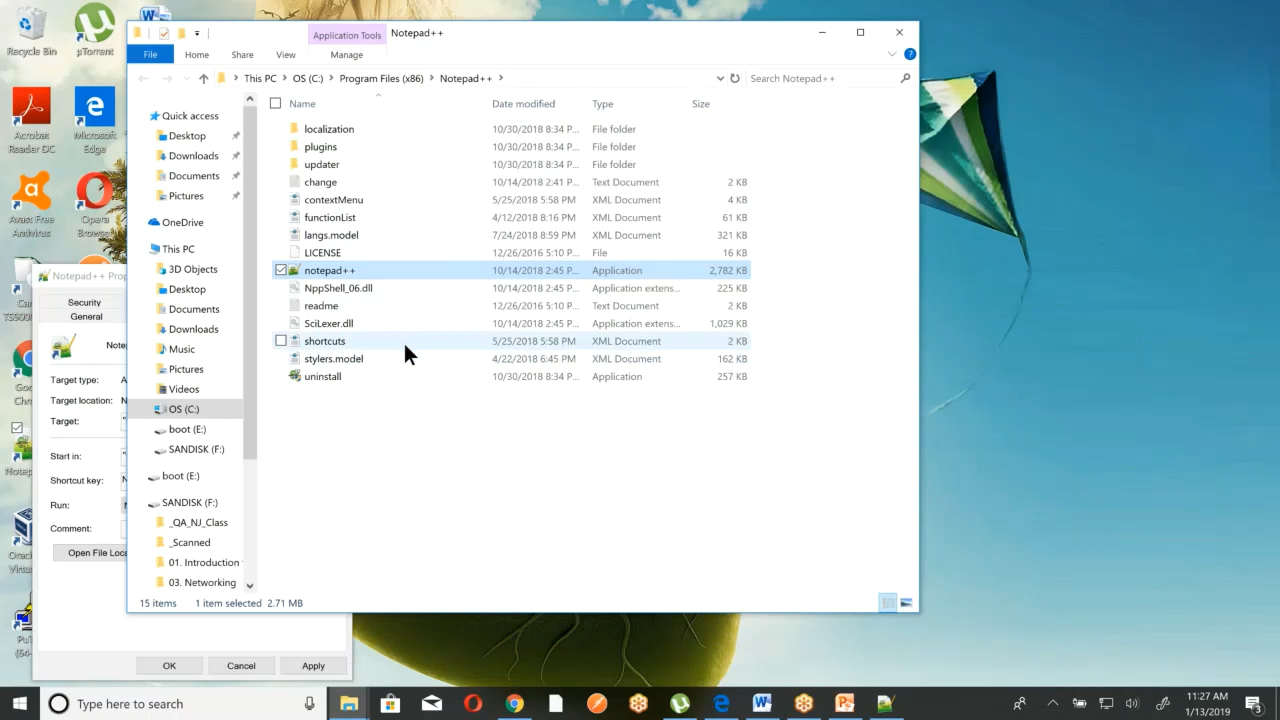 Recycle Bin
µTorrent
Acrobat
Reader DC
Microsoft
Edge
Avast Free
Antivirus
Opera
Browser
Application Tools
Notepad++
File
Home
Share
View
Manage
This PC
OS (C:)
Program Files (x86)
Notepad++
Search Notepad++
Name
Date modified
Type
Size
localization
10/30/2018 8:34 P...
File folder
plugins
10/30/2018 8:34 P...
File folder
updater
10/30/2018 8:34 P...
File folder
change
10/14/2018 2:41 P...
Text Document
2 KB
contextMenu
5/25/2018 5:58 PM
XML Document
4 KB
functionList
4/12/2018 8:16 PM
XML Document
61 KB
langs.model
7/24/2018 8:59 PM
XML Document
321 KB
LICENSE
12/26/2016 5:10 P...
File
16 KB
notepad++
10/14/2018 2:45 P...
Application
2,782 KB
NppShell_06.dll
10/14/2018 2:45 P...
Application extens...
225 KB
readme
12/26/2016 5:10 P...
Text Document
2 KB
SciLexer.dll
10/14/2018 2:45 P...
Application extens...
1,029 KB
shortcuts
5/25/2018 5:58 PM
XML Document
2 KB
stylers.model
4/22/2018 6:45 PM
XML Document
162 KB
uninstall
10/30/2018 8:34 P...
Application
257 KB
Quick access
Desktop
Downloads
Documents
Pictures
OneDrive
This PC
3D Objects
Desktop
Documents
Downloads
Music
Pictures
Videos
OS (C:)
boot (E:)
SANDISK (F:)
boot (E:)
SANDISK (F:)
_QA_NJ_Class
_Scanned
01. Introduction
03. Networking
15 items
1 item selected
2.71 MB
Notepad++ Prop
Security
General
Note
Target type:
A
Target location:
N
Target:
Start in:
Shortcut key:
N
Run:
Comment:
Open File Loca
OK
Cancel
Apply
Type here to search
11:27 AM
1/13/2019
3